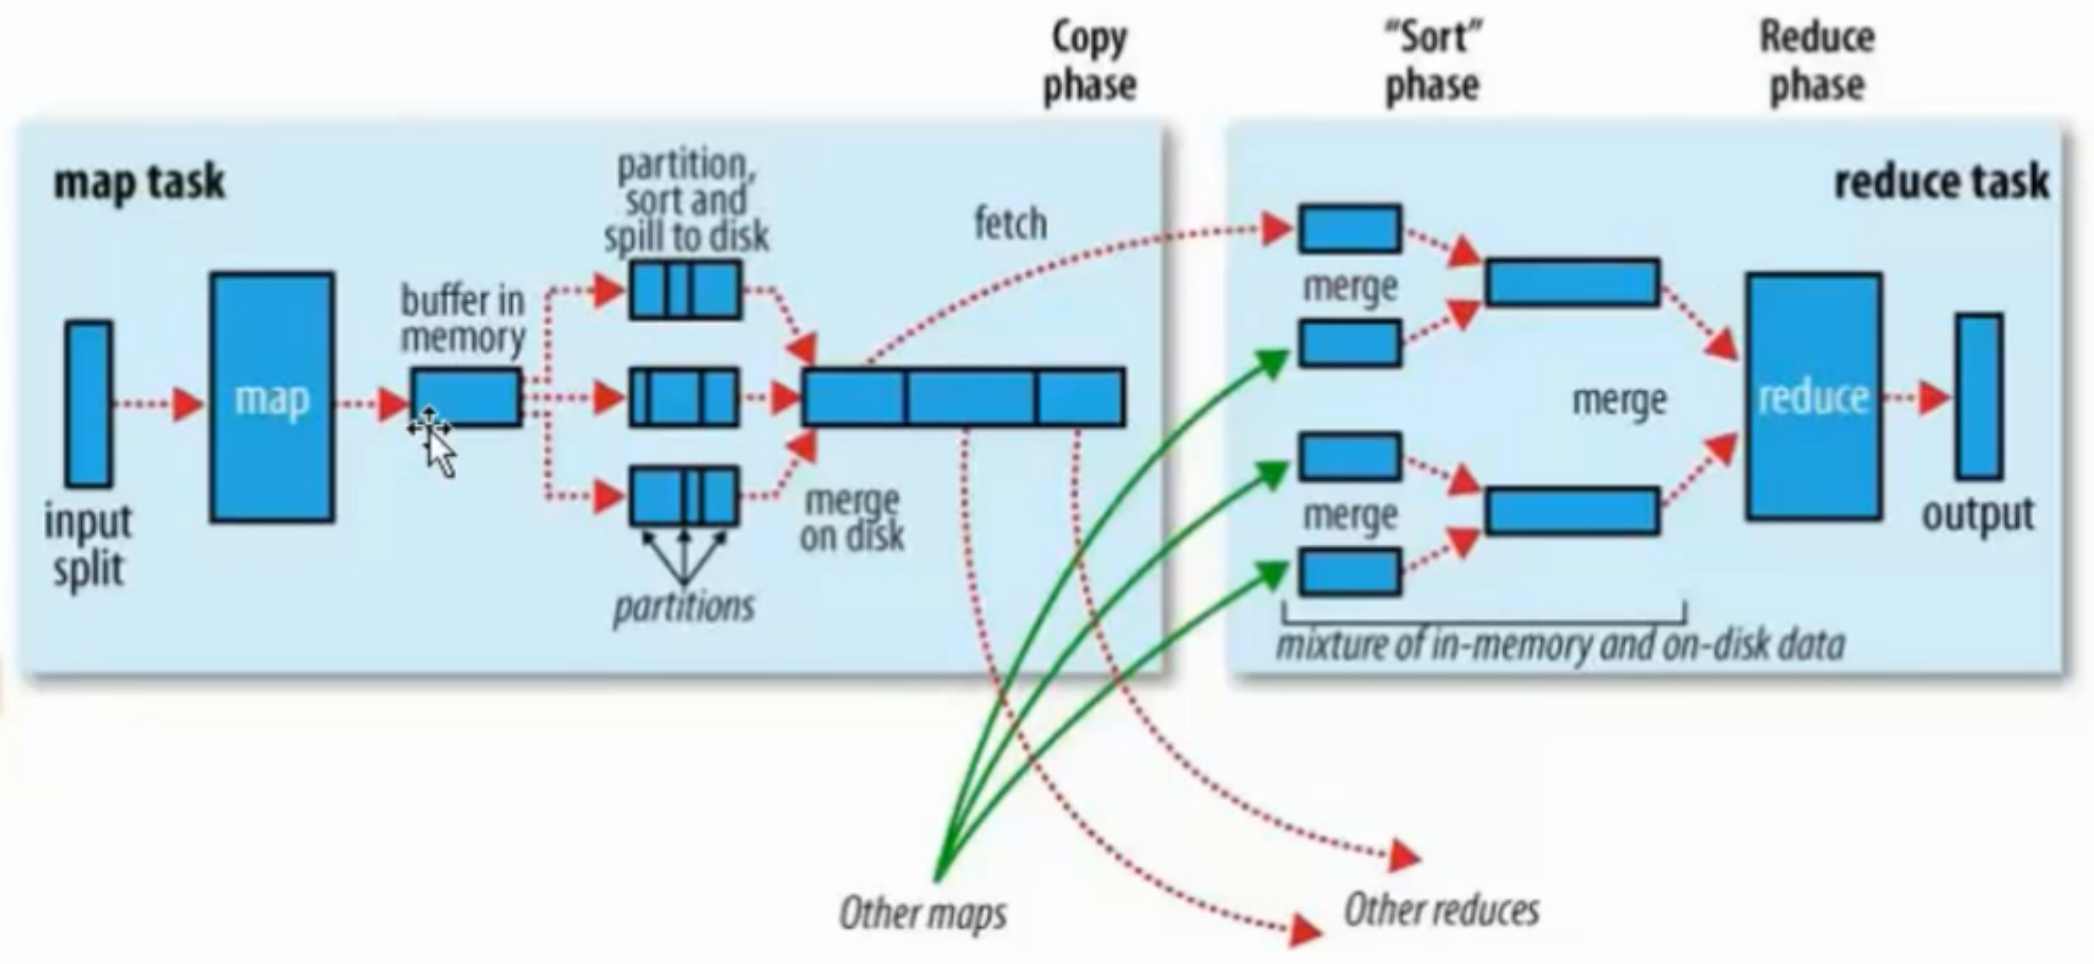 Copy
phase
“Sort”
phase
Reduce
phase
map task
partition,
sort and
spill to disk
fetch
reduce task
buffer in
memory
merge
map
merge
reduce
input
split
merge
on disk
merge
output
partitions
mixture of in-memory and on-disk data
Other maps
Other reduces